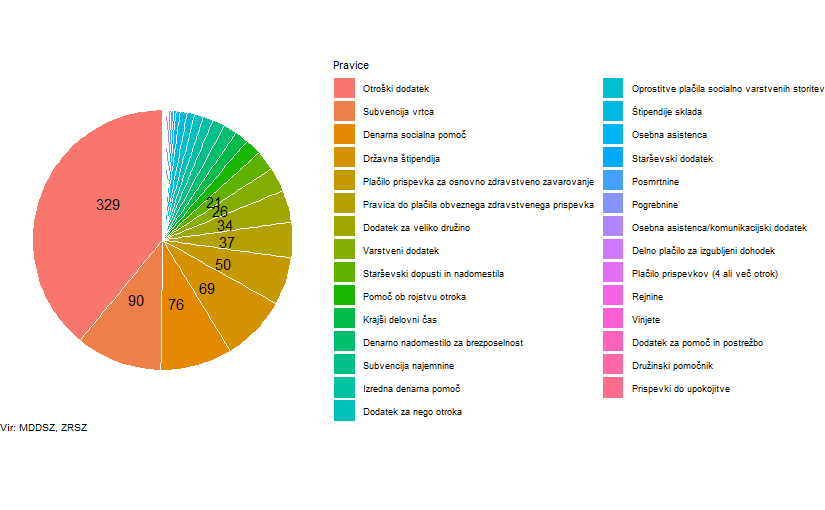 Pravice
329
90
76
69
50
37
34
26
21
Otroški dodatek
Subvencija vrtca
Denarna socialna pomoč
Državna štipendija
Plačilo prispevka za osnovno zdravstveno zavarovanje
Pravica do plačila obveznega zdravstvenega prispevka
Dodatek za veliko družino
Varstveni dodatek
Starševski dopusti in nadomestila
Pomoč ob rojstvu otroka
Krajši delovni čas
Denarno nadomestilo za brezposelnost
Subvencija najemnine
Izredna denarna pomoč
Dodatek za nego otroka
Oprostitve plačila socialno varstvenih storitev
Štipendije sklada
Osebna asistenca
Starševski dodatek
Posmrtnine
Pogrebnine
Osebna asistenca/komunikacijski dodatek
Delno plačilo za izgubljeni dohodek
Plačilo prispevkov (4 ali več otrok)
Rejnine
Vinjete
Dodatek za pomoč in postrežbo
Družinski pomočnik
Prispevki do upokojitve
Vir: MDDSZ, ZRSZ